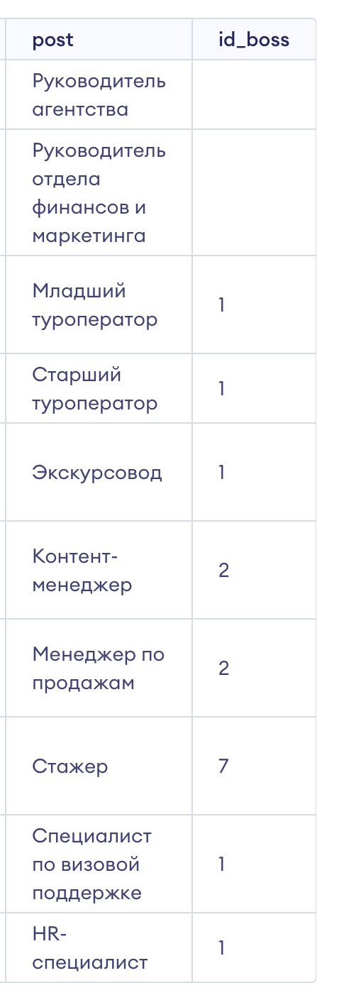 post id_boss
Руководитель
агентства
Руководитель
отдела
финансов и
маркетинга
Младший
туроператор
1
Старший
туроператор
1
Экскурсовод 1
Контент-
менеджер
2
Менеджер по
продажам
2
Стажер 7
Специалист
по визовой
поддержке
1
HR-
специалист
1